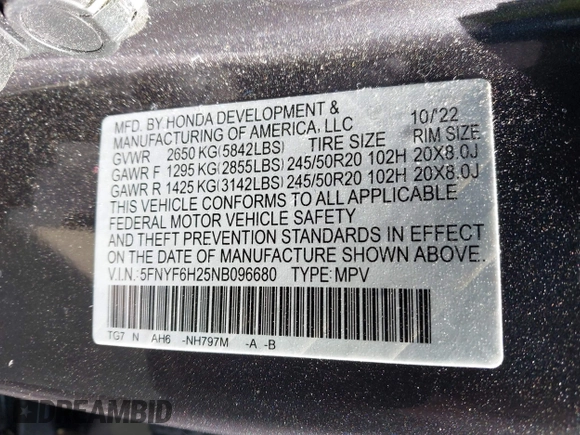 MFD. BY HONDA DEVELOPMENT & 10/'22
MANUFACTURING OF AMERICA, LLC
GVWR 2650 KG(5842LBS) TIRE SIZE RIM SIZE
GAWR F 1295 KG(2855LBS) 245/50R20 102H 20X8.0J
GAWR R 1425 KG(3142LBS) 245/50R20 102H 20X8.0J
THIS VEHICLE CONFORMS TO ALL APPLICABLE
FEDERAL MOTOR VEHICLE SAFETY
AND THEFT PREVENTION STANDARDS IN EFFECT
ON THE DATE OF MANUFACTURE SHOWN ABOVE.
V.I.N.: 5FNYF6H25NB096680 TYPE: MPV
TG7 N AH6 -NH797M -A -B
DREAMBID